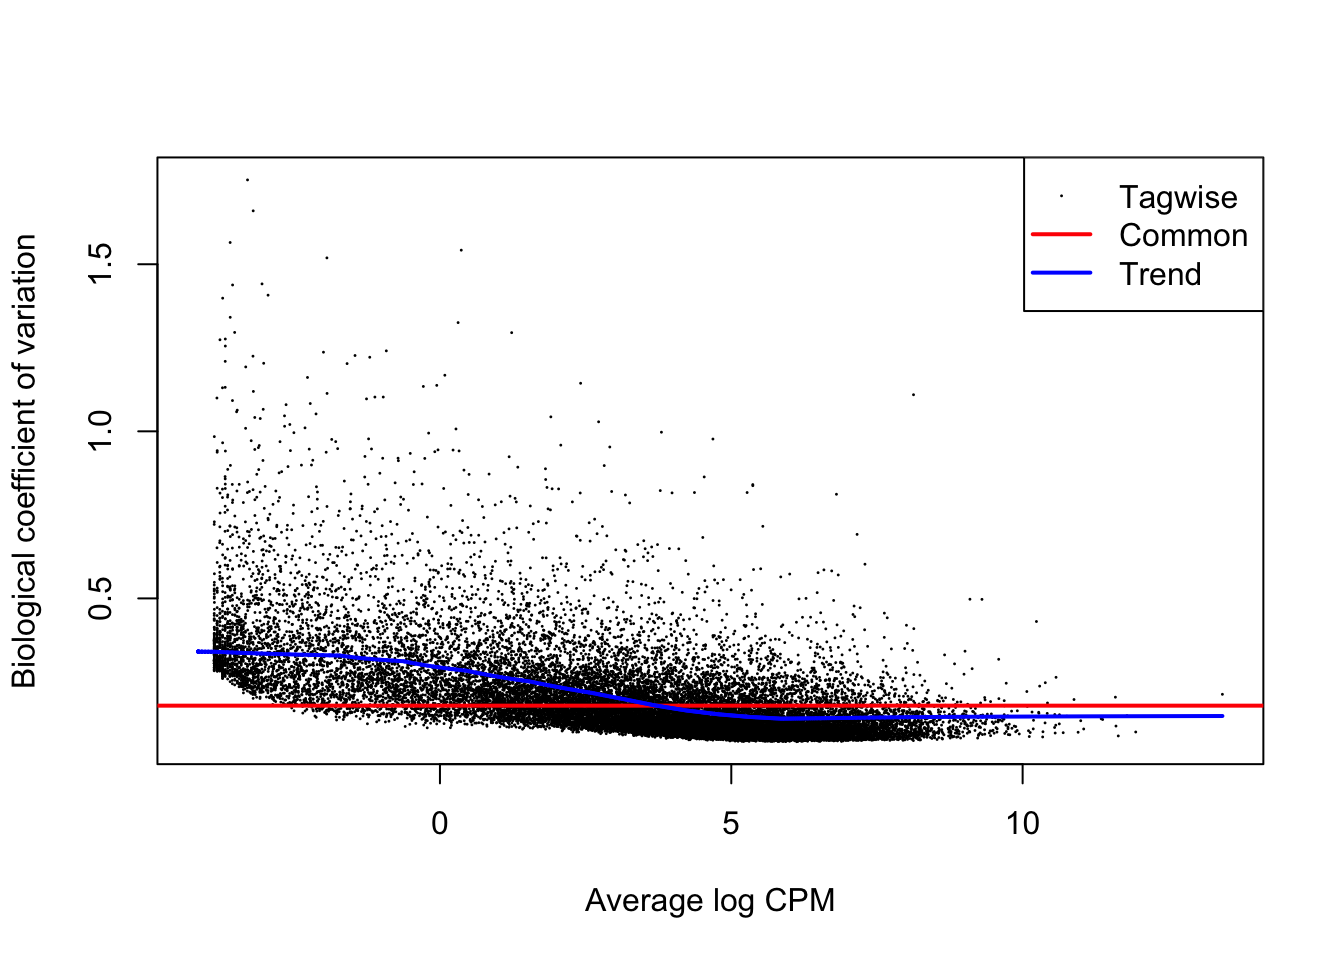 Tagwise
Common
Trend
Biological coefficient of variation
1.5
1.0
0.5
0 5 10
Average log CPM